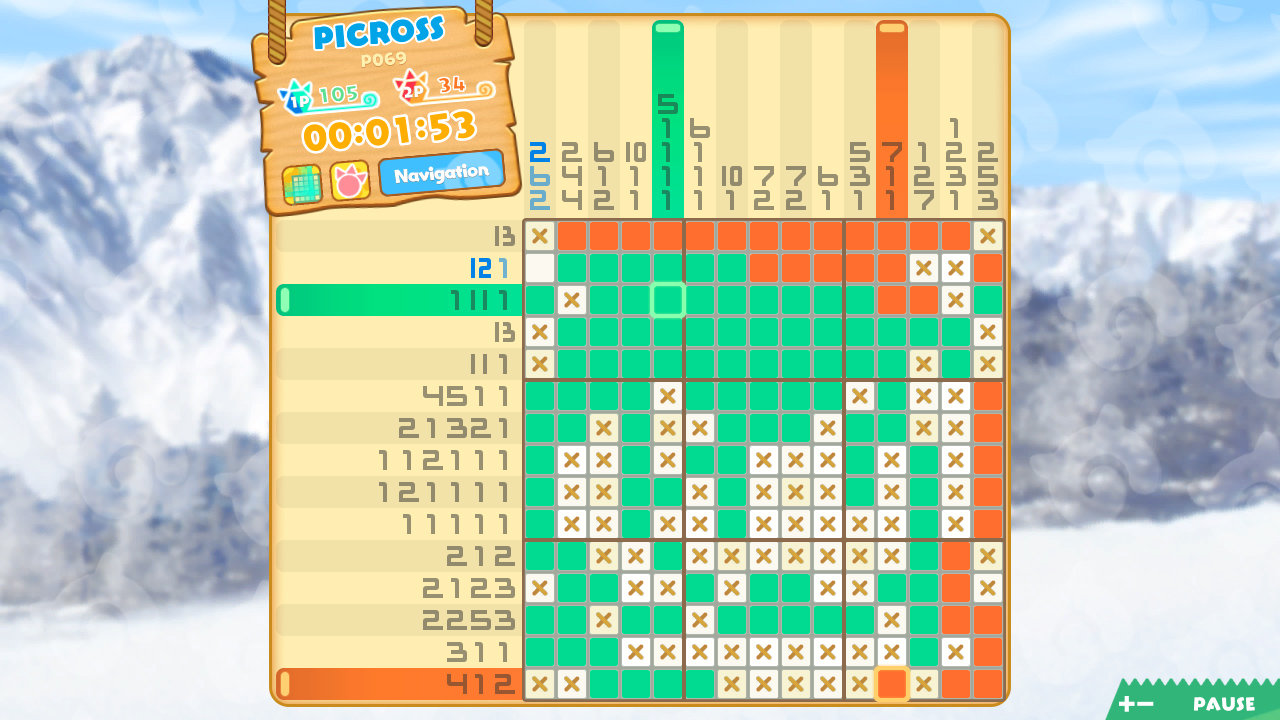 PICROSS
P069
1P 105 2P 34
00:01:53
Navigation
5
1 6 1
2 2 6 10 1 1 5 7 1 2 2
6 4 1 1 1 1 10 7 7 6 3 1 2 3 5
2 4 2 1 1 1 1 2 2 1 1 1 7 1 3
13
12 1
1 11 1
13
11 1
4 5 1 1
2 1 3 2 1
1 1 2 1 1 1
1 2 1 1 1 1
1 1 1 1 1
2 1 2
2 1 2 3
2 2 5 3
3 1 1
4 1 2
+− PAUSE